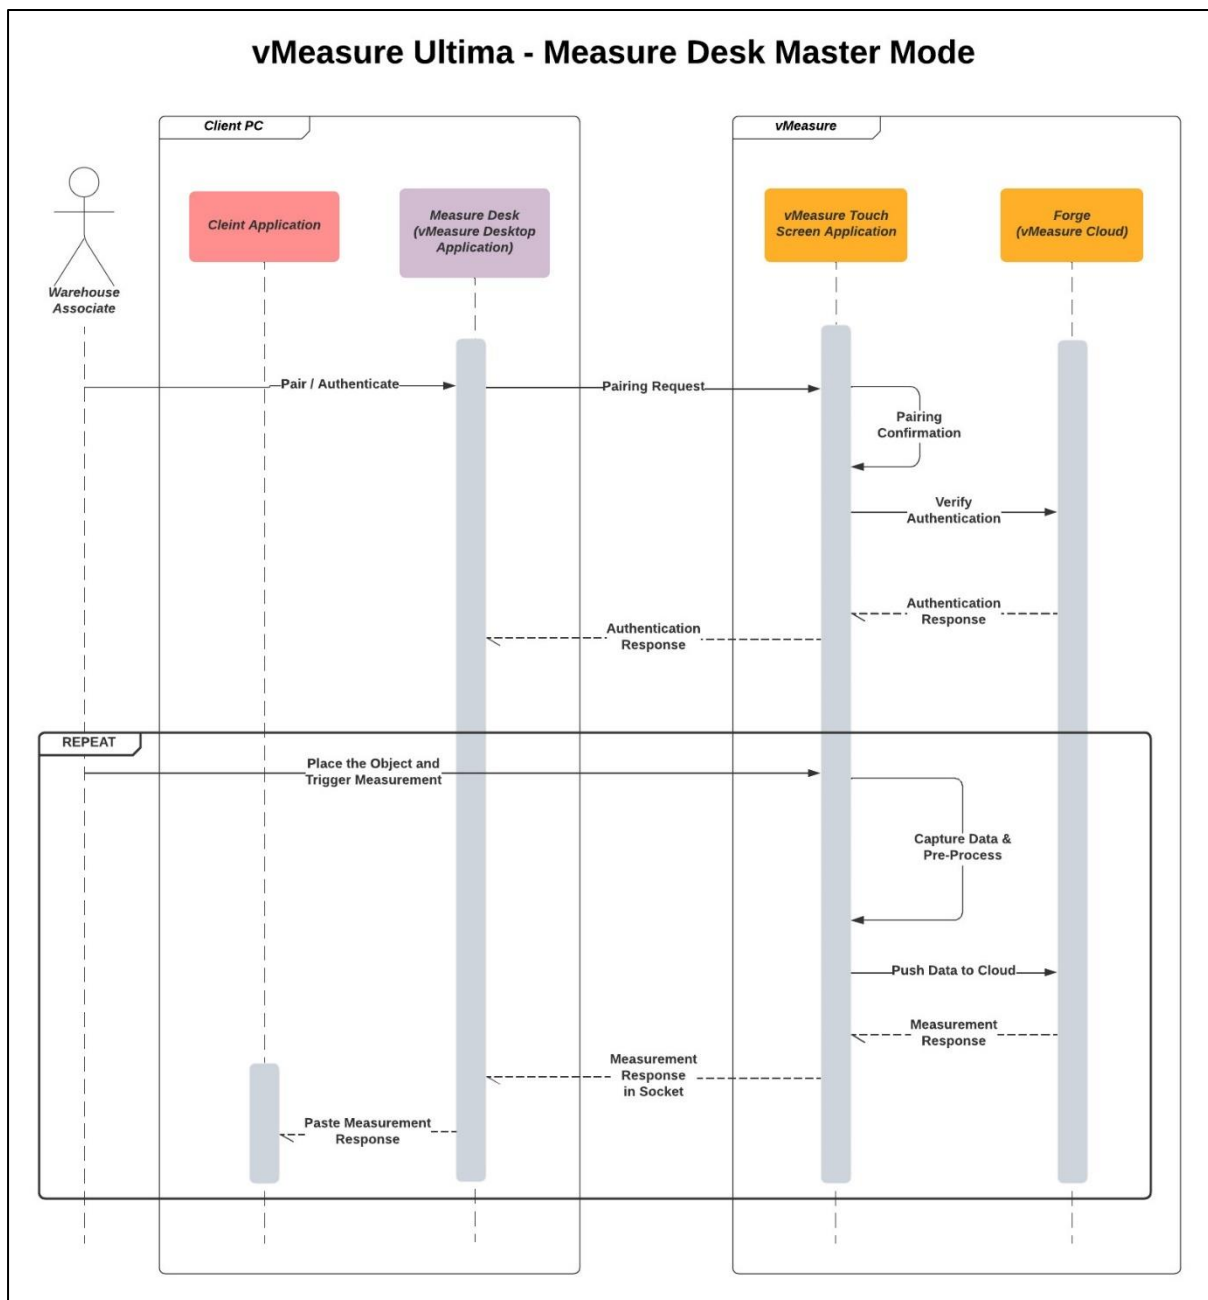 vMeasure Ultima - Measure Desk Master Mode
Client PC
vMeasure
Cleint Application
Measure Desk
(vMeasure Desktop
Application)
vMeasure Touch
Screen Application
Forge
(vMeasure Cloud)
Warehouse
Associate
Pair / Authenticate
Pairing Request
Pairing
Confirmation
Verify
Authentication
Authentication
Response
Authentication
Response
REPEAT
Place the Object and
Trigger Measurement
Capture Data &
Pre-Process
Push Data to Cloud
Measurement
Response
Measurement
Response
in Socket
Paste Measurement
Response